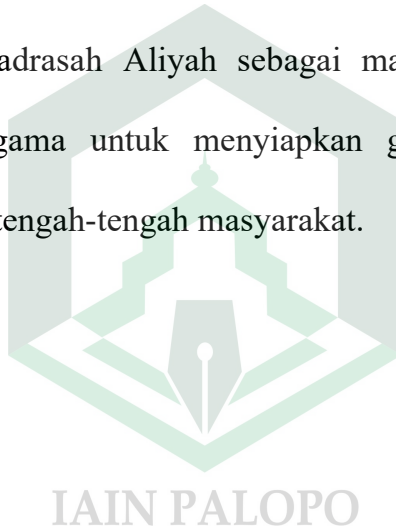 adrasah Aliyah sebagai ma
gama untuk menyiapkan g
tengah-tengah masyarakat.
IAIN PALOPO